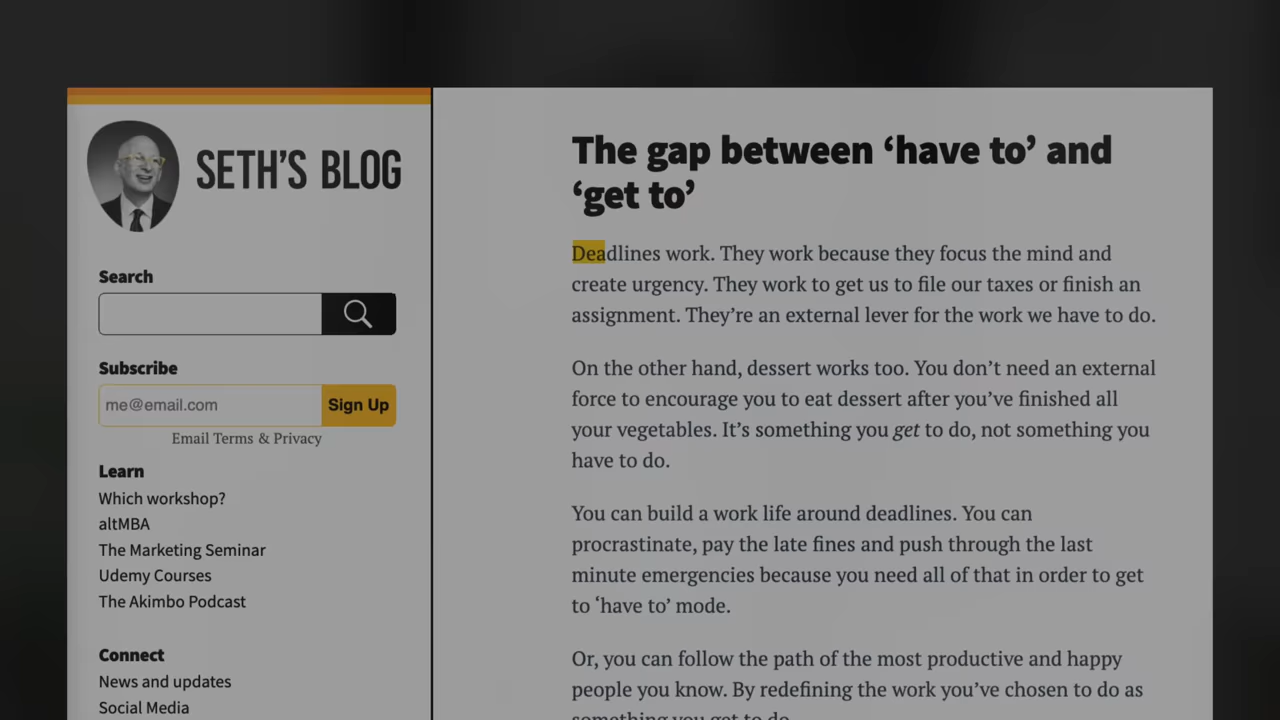 SETH'S BLOG
Search
Subscribe
me@email.com
Sign Up
Email Terms & Privacy
Learn
Which workshop?
altMBA
The Marketing Seminar
Udemy Courses
The Akimbo Podcast
Connect
News and updates
Social Media
The gap between ‘have to’ and
‘get to’
Deadlines work. They work because they focus the mind and
create urgency. They work to get us to file our taxes or finish an
assignment. They’re an external lever for the work we have to do.
On the other hand, dessert works too. You don’t need an external
force to encourage you to eat dessert after you’ve finished all
your vegetables. It’s something you get to do, not something you
have to do.
You can build a work life around deadlines. You can
procrastinate, pay the late fines and push through the last
minute emergencies because you need all of that in order to get
to ‘have to’ mode.
Or, you can follow the path of the most productive and happy
people you know. By redefining the work you’ve chosen to do as
something you get to do